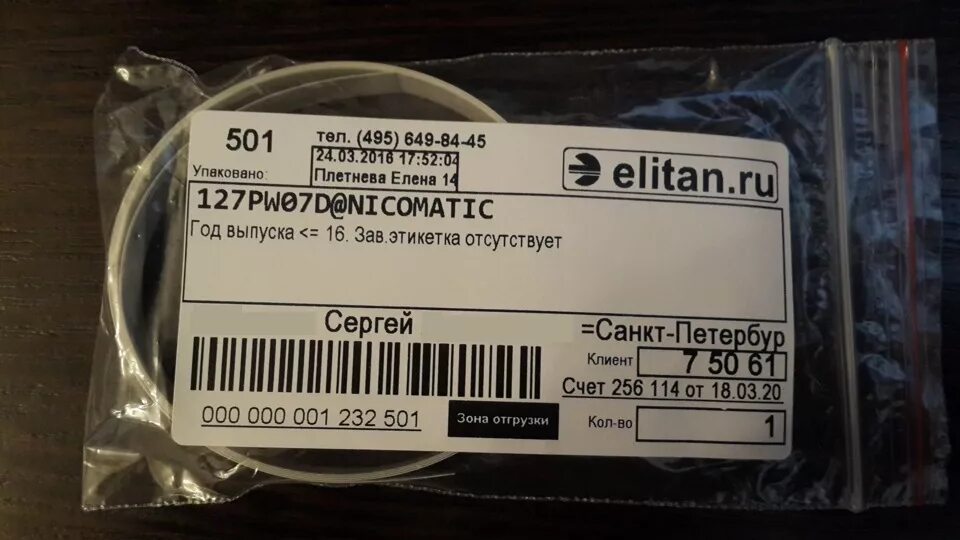 501
тел. (495) 649-84-45
Упаковано:
24.03.2016 17:52:04
Плетнева Елена 14
elitan.ru
127PW07D@NICOMATIC
Год выпуска <= 16. Зав.этикетка отсутствует
Сергей
=Санкт-Петербур
Клиент 7 50 61
Счет 256 114 от 18.03.20
000 000 001 232 501
Зона отгрузки
Кол-во 1